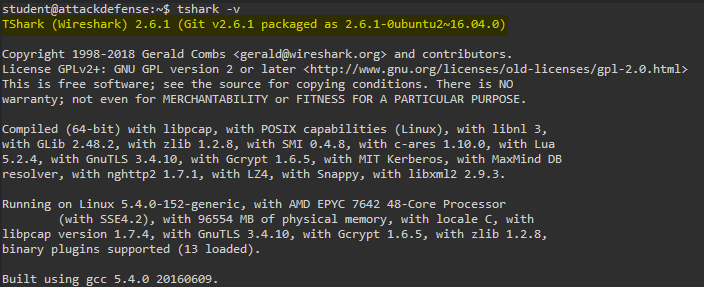 student@attackdefense:~$ tshark -v
TShark (Wireshark) 2.6.1 (Git v2.6.1 packaged as 2.6.1-0ubuntu2~16.04.0)
Copyright 1998-2018 Gerald Combs <gerald@wireshark.org> and contributors.
License GPLv2+: GNU GPL version 2 or later <http://www.gnu.org/licenses/old-licenses/gpl-2.0.html>
This is free software; see the source for copying conditions. There is NO
warranty; not even for MERCHANTABILITY or FITNESS FOR A PARTICULAR PURPOSE.
Compiled (64-bit) with libpcap, with POSIX capabilities (Linux), with libnl 3,
with GLib 2.48.2, with zlib 1.2.8, with SMI 0.4.8, with c-ares 1.10.0, with Lua
5.2.4, with GnuTLS 3.4.10, with Gcrypt 1.6.5, with MIT Kerberos, with MaxMind DB
resolver, with nghttp2 1.7.1, with LZ4, with Snappy, with libxml2 2.9.3.
Running on Linux 5.4.0-152-generic, with AMD EPYC 7642 48-Core Processor
(with SSE4.2), with 96554 MB of physical memory, with locale C, with
libpcap version 1.7.4, with GnuTLS 3.4.10, with Gcrypt 1.6.5, with zlib 1.2.8,
binary plugins supported (13 loaded).
Built using gcc 5.4.0 20160609.